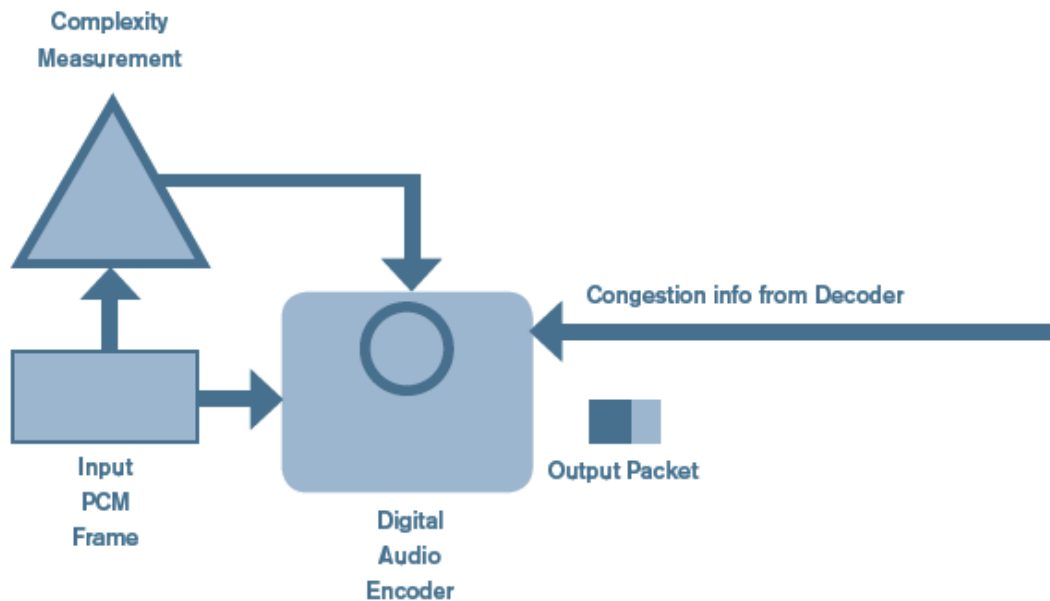 Complexity
Measurement
Congestion info from Decoder
Input
PCM
Frame
Output Packet
Digital
Audio
Encoder